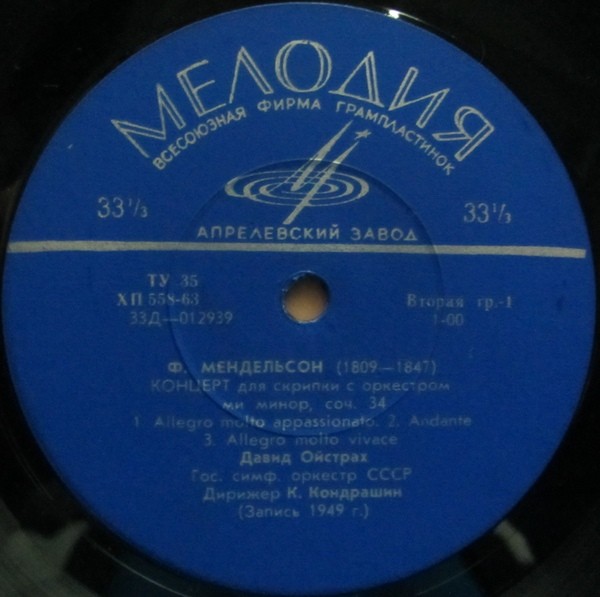 МЕЛОДИЯ
ВСЕСОЮЗНАЯ ФИРМА ГРАМПЛАСТИНОК
33⅓ 33⅓
АПРЕЛЕВСКИЙ ЗАВОД
ТУ 35
ХП 558-63 Вторая гр.-1
33Д—012939 1-00
Ф. МЕНДЕЛЬСОН (1809—1847)
КОНЦЕРТ для скрипки с оркестром
ми минор, соч. 34
1. Allegro molto appassionato. 2. Andante
3. Allegro molto vivace
Давид Ойстрах
Гос. симф. оркестр СССР
Дирижер К. Кондрашин
(Запись 1949 г.)